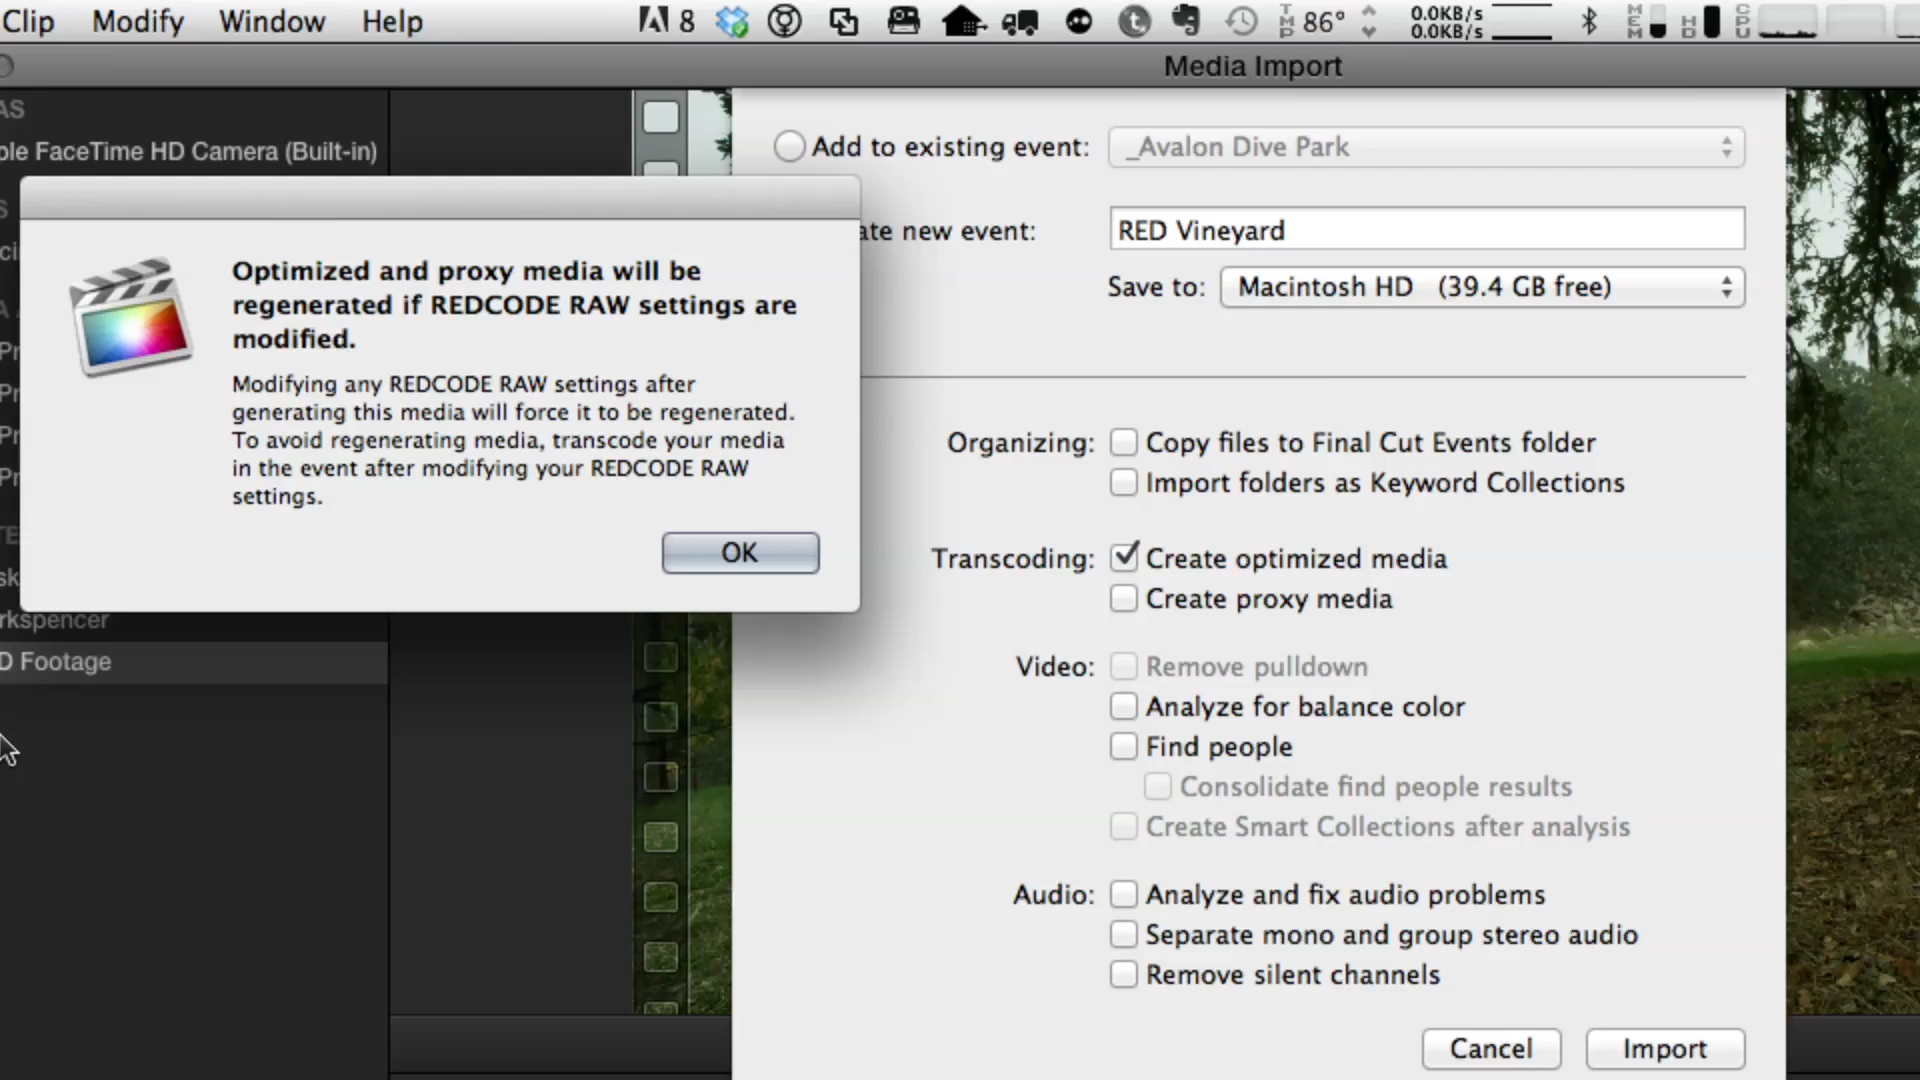 Clip Modify Window Help 8 86° 0.0KB/s
0.0KB/s
Media Import
AS
ple FaceTime HD Camera (Built-in)
Optimized and proxy media will be
regenerated if REDCODE RAW settings are
modified.
Modifying any REDCODE RAW settings after
generating this media will force it to be regenerated.
To avoid regenerating media, transcode your media
in the event after modifying your REDCODE RAW
settings.
OK
rkspencer
D Footage
Add to existing event: _Avalon Dive Park
ate new event: RED Vineyard
Save to: Macintosh HD (39.4 GB free)
Organizing: Copy files to Final Cut Events folder
Import folders as Keyword Collections
Transcoding: Create optimized media
Create proxy media
Video: Remove pulldown
Analyze for balance color
Find people
Consolidate find people results
Create Smart Collections after analysis
Audio: Analyze and fix audio problems
Separate mono and group stereo audio
Remove silent channels
Cancel Import